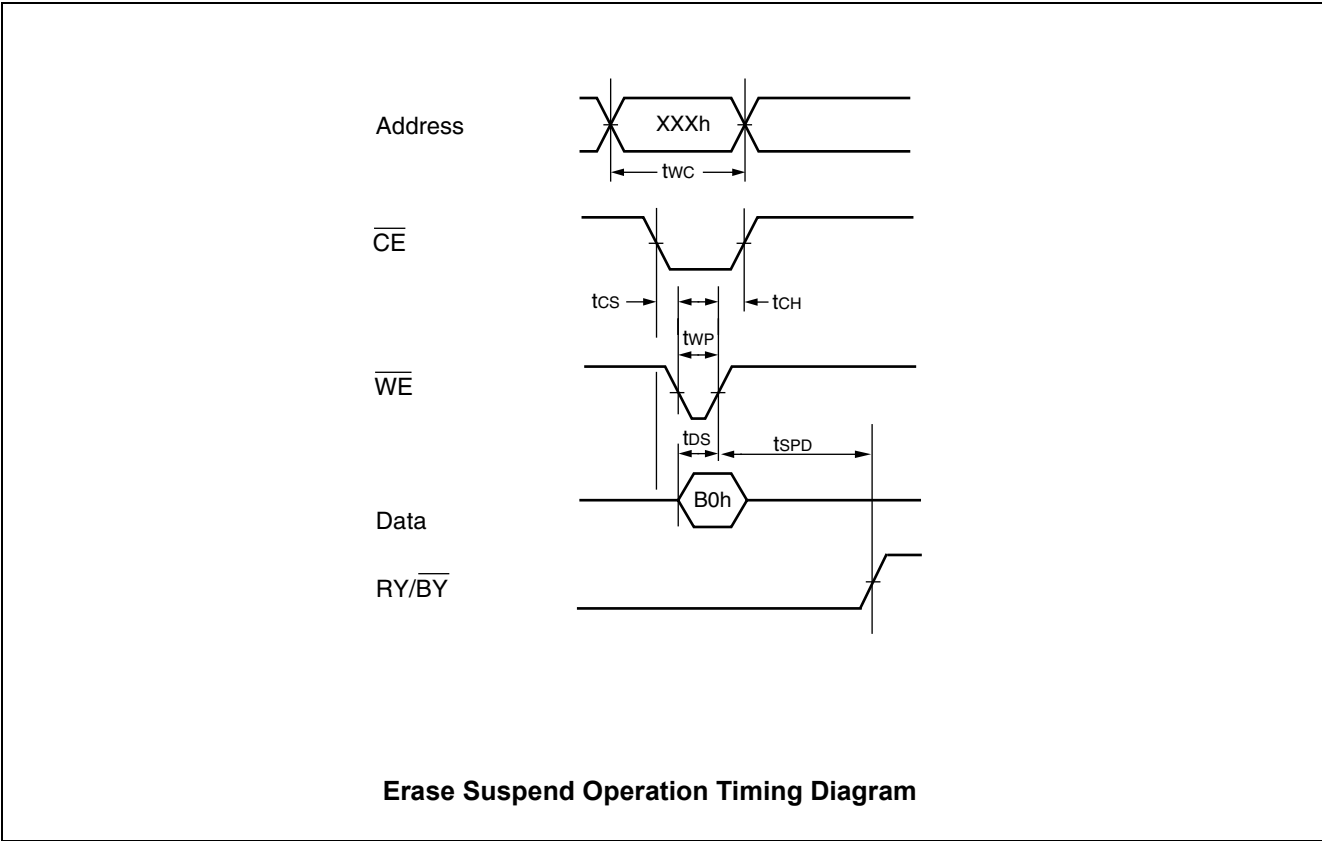 Address
XXXh
tWC
CE
tCS
tCH
tWP
WE
tDS
tSPD
B0h
Data
RY/BY
Erase Suspend Operation Timing Diagram